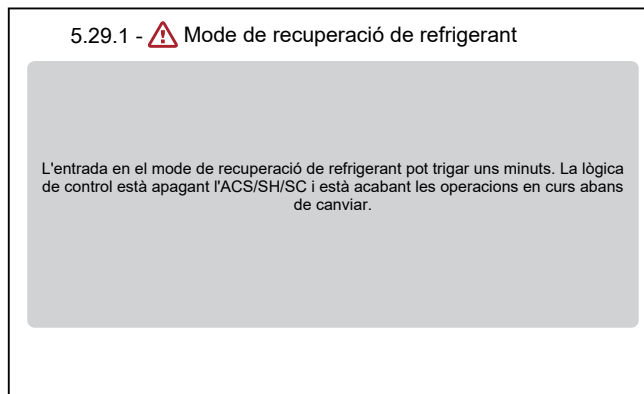 5.29.1 - Mode de recuperació de refrigerant
L'entrada en el mode de recuperació de refrigerant pot trigar uns minuts. La lògica
de control està apagant l'ACS/SH/SC i està acabant les operacions en curs abans
de canviar.